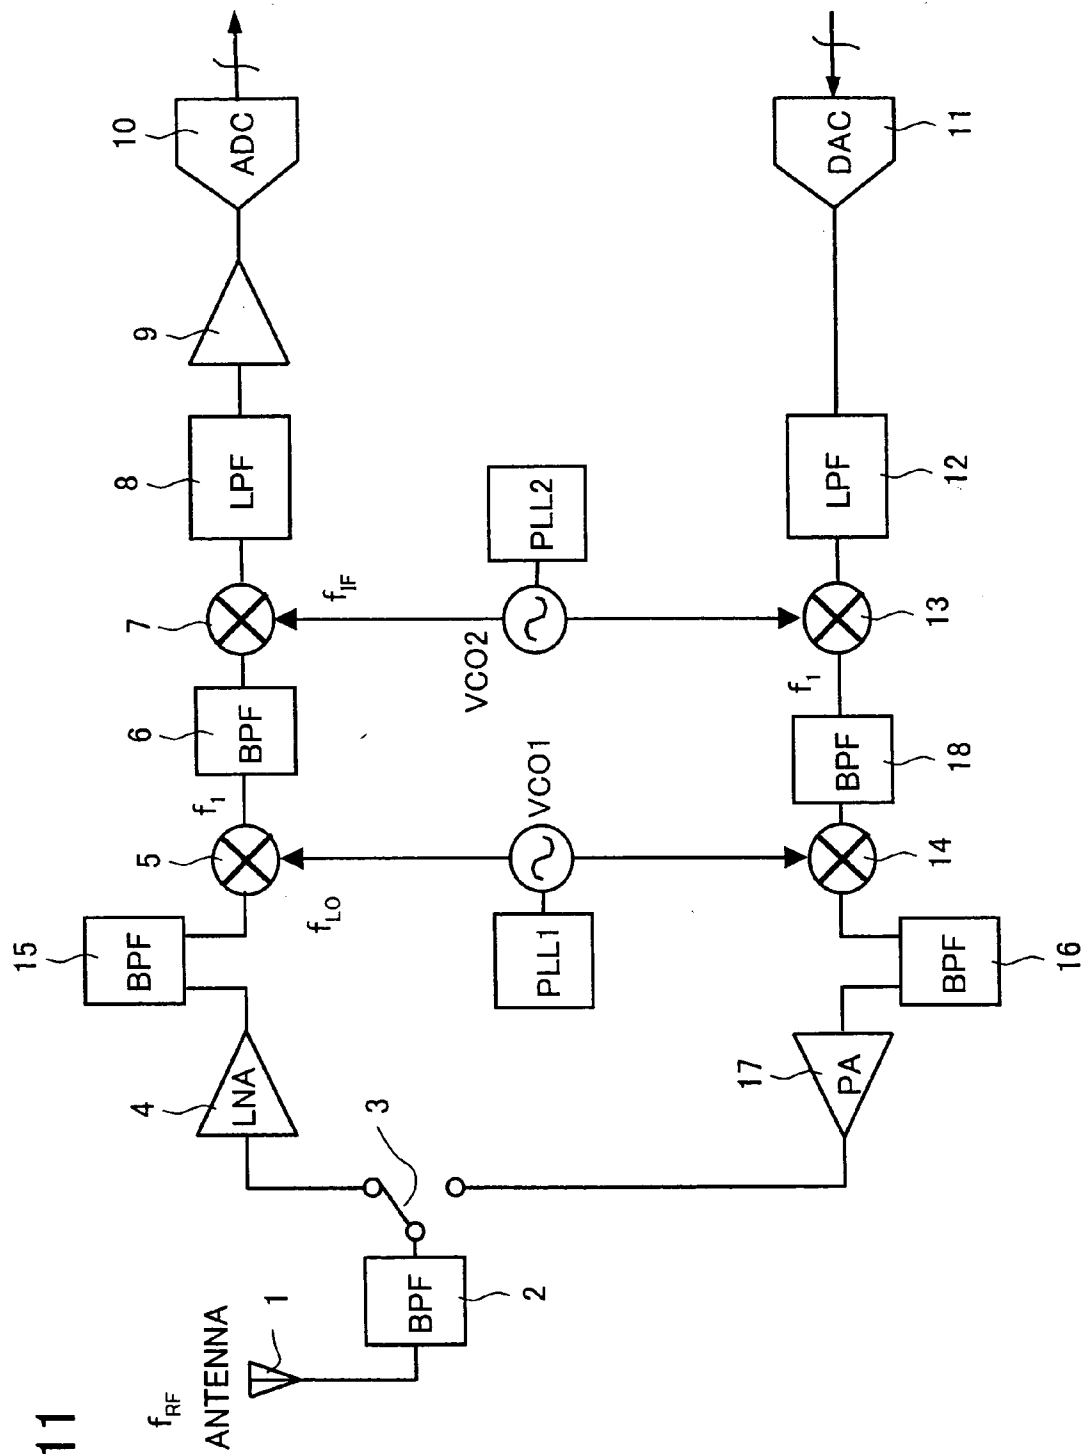 11
f_RF
ANTENNA
1
BPF
2
3
LNA
4
15
BPF
f_LO
5
f_1
6
BPF
7
f_IF
8
LPF
9
10
ADC
PLL1
VCO1
VCO2
PLL2
17
PA
BPF
16
14
BPF
18
f_1
13
LPF
12
DAC
11